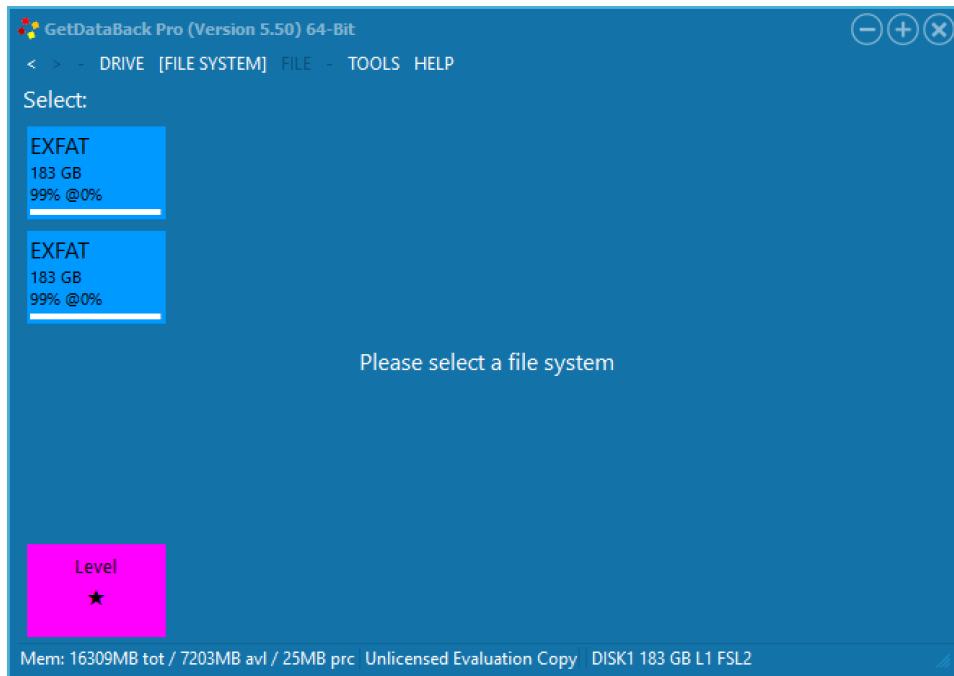 GetDataBack Pro (Version 5.50) 64-Bit
< > - DRIVE [FILE SYSTEM] FILE - TOOLS HELP
Select:
EXFAT
183 GB
99% @0%
EXFAT
183 GB
99% @0%
Please select a file system
Level
★
Mem: 16309MB tot / 7203MB avl / 25MB prc Unlicensed Evaluation Copy DISK1 183 GB L1 FSL2